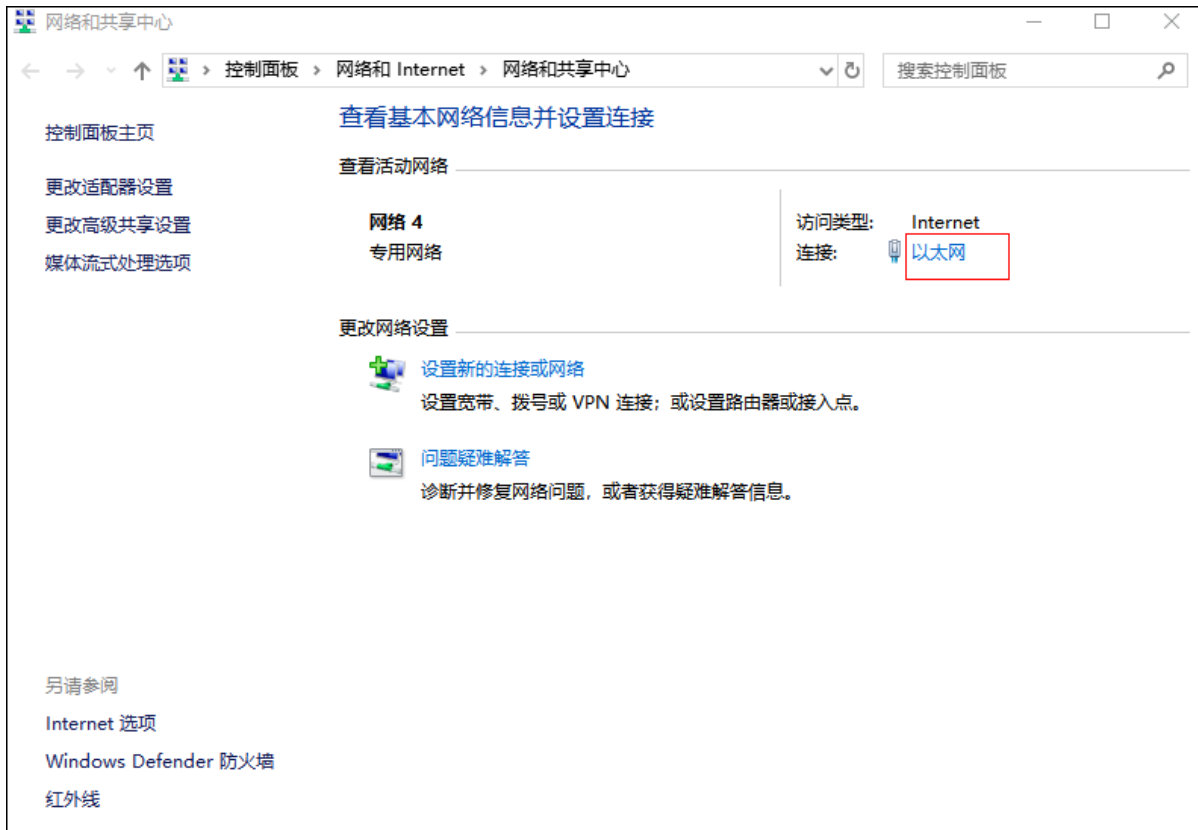 网络和共享中心
控制面板 › 网络和 Internet › 网络和共享中心
搜索控制面板
控制面板主页
更改适配器设置
更改高级共享设置
媒体流式处理选项
查看基本网络信息并设置连接
查看活动网络
网络 4
专用网络
访问类型: Internet
连接: 以太网
更改网络设置
设置新的连接或网络
设置宽带、拨号或 VPN 连接；或设置路由器或接入点。
问题疑难解答
诊断并修复网络问题，或者获得疑难解答信息。
另请参阅
Internet 选项
Windows Defender 防火墙
红外线